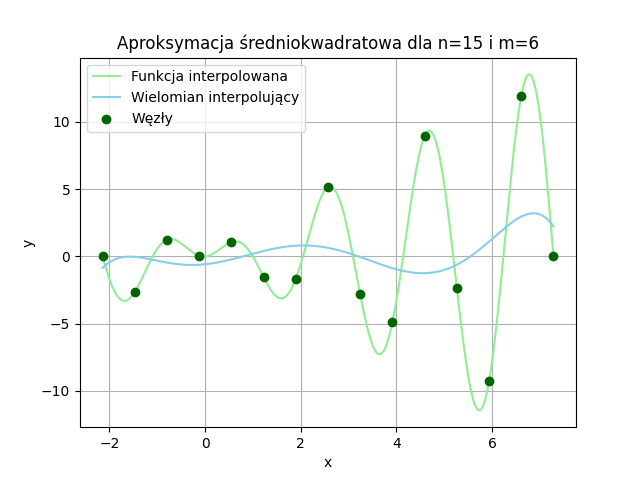 Aproksymacja średniokwadratowa dla n=15 i m=6
Funkcja interpolowana
Wielomian interpolujący
Węzły
y
10
5
0
−5
−10
−2
0
2
4
6
x